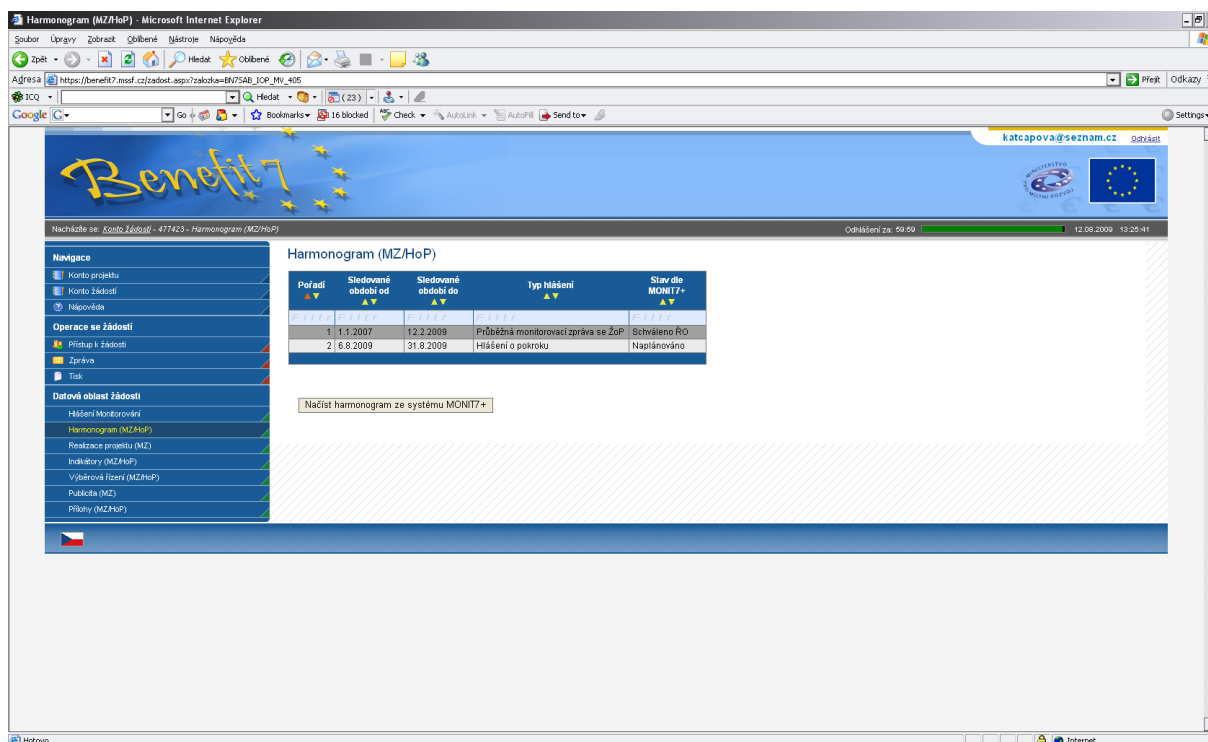 Harmonogram (MZ/HoP) - Microsoft Internet Explorer
Soubor Úpravy Zobrazit Oblíbené Nástroje Nápověda
Zpět Hledat Oblíbené
Adresa https://benefit7.mssf.cz/zadost.aspx?zalozka=BN7SAB_IOP_MV_405 Přejít Odkazy
ICQ Hledat (23)
Google G Go Bookmarks 16 blocked Check AutoLink AutoFill Send to Settings
katcapova@seznam.cz Odhlásit
Benefit7
Nacházíte se: Konto žádostí - 477423 - Harmonogram (MZ/HoP) Odhlášení za: 59:59 12.08.2009 13:25:41
Navigace
Konto projektu
Konto žádostí
Nápověda
Operace se žádostí
Přístup k žádosti
Zpráva
Tisk
Datová oblast žádosti
Hlášení Monitorování
Harmonogram (MZ/HoP)
Realizace projektu (MZ)
Indikátory (MZ/HoP)
Výběrová řízení (MZ/HoP)
Publicita (MZ)
Přílohy (MZ/HoP)
Harmonogram (MZ/HoP)
Pořadí Sledované období od Sledované období do Typ hlášení Stav dle MONIT7+
Filtr Filtr Filtr Filtr Filtr
1 1.1.2007 12.2.2009 Průběžná monitorovací zpráva se ŽoP Schváleno ŘO
2 6.8.2009 31.8.2009 Hlášení o pokroku Naplánováno
Načíst harmonogram ze systému MONIT7+
Hotovo Internet